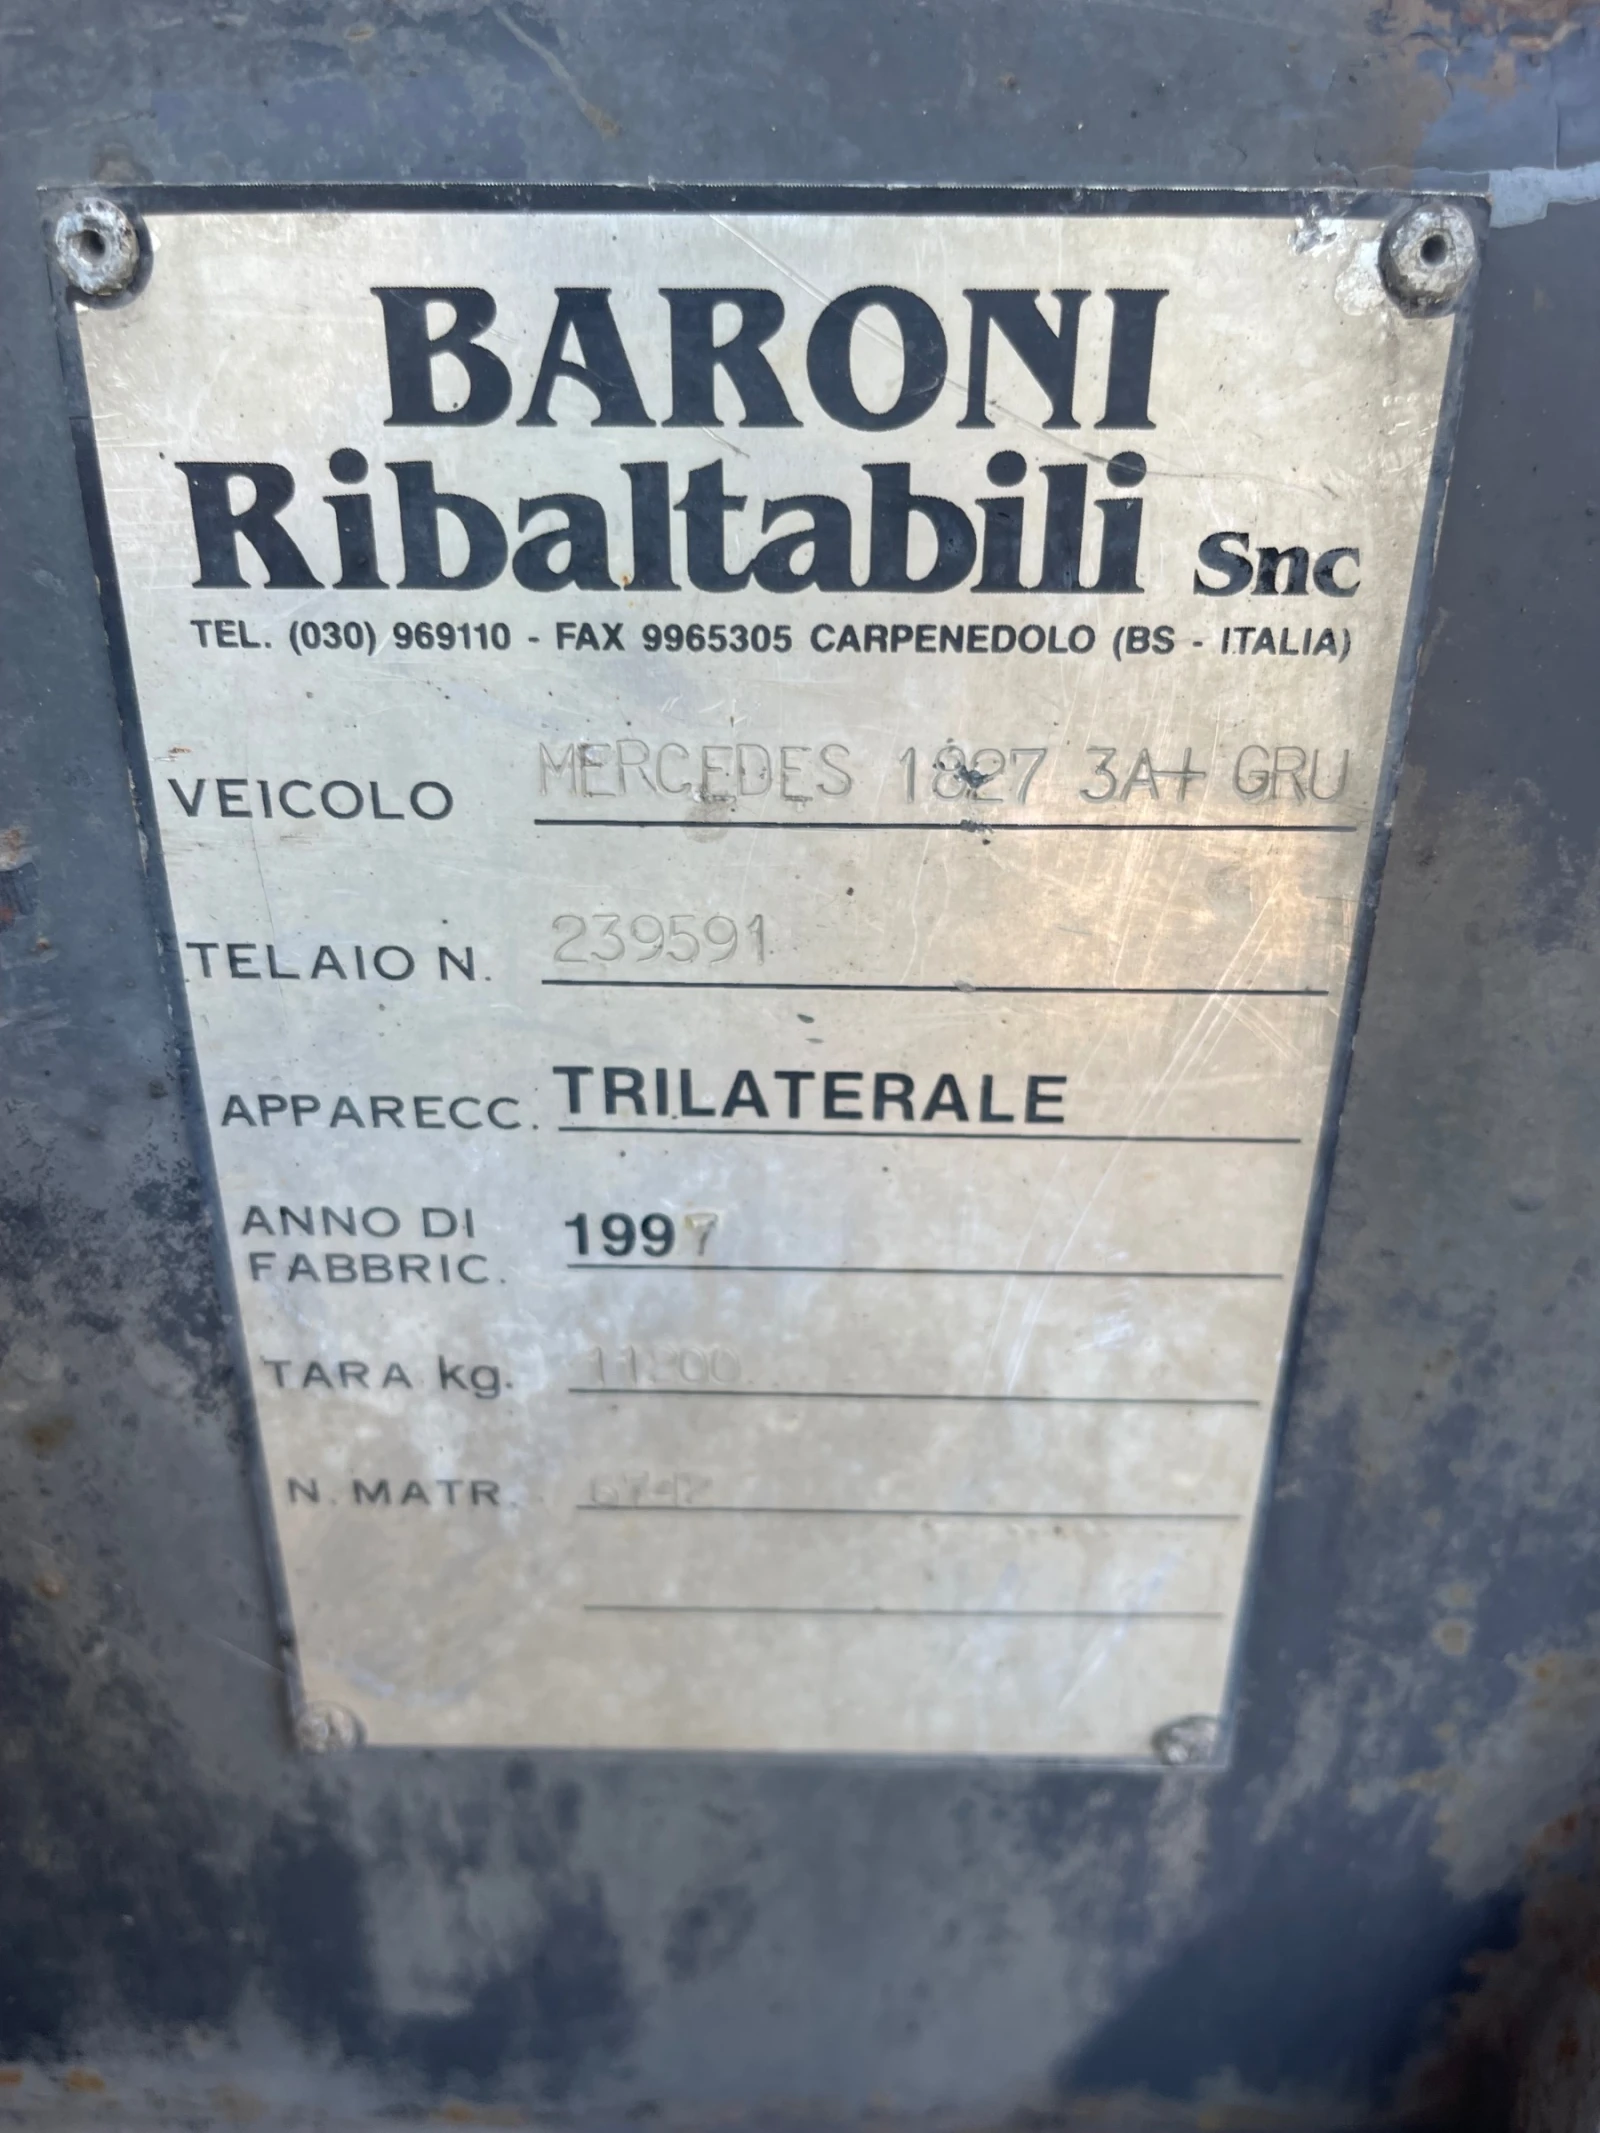 BARONI
Ribaltabili Snc
TEL. (030) 969110 - FAX 9965305 CARPENEDOLO (BS - ITALIA)
VEICOLO MERCEDES 1827 3A+ GRU
TELAIO N. 239591
APPARECC. TRILATERALE
ANNO DI
FABBRIC. 1997
TARA kg. 11200
N. MATR.